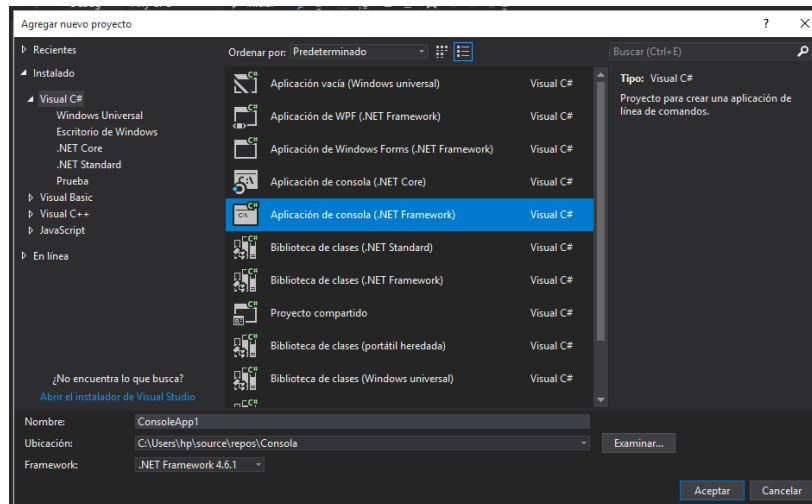 Agregar nuevo proyecto
? 
Recientes
Instalado
Visual C#
Windows Universal
Escritorio de Windows
.NET Core
.NET Standard
Prueba
Visual Basic
Visual C++
JavaScript
En línea
¿No encuentra lo que busca?
Abrir el instalador de Visual Studio
Ordenar por: Predeterminado
Aplicación vacía (Windows universal) Visual C#
Aplicación de WPF (.NET Framework) Visual C#
Aplicación de Windows Forms (.NET Framework) Visual C#
Aplicación de consola (.NET Core) Visual C#
Aplicación de consola (.NET Framework) Visual C#
Biblioteca de clases (.NET Standard) Visual C#
Biblioteca de clases (.NET Framework) Visual C#
Proyecto compartido Visual C#
Biblioteca de clases (portátil heredada) Visual C#
Biblioteca de clases (Windows universal) Visual C#
Buscar (Ctrl+E)
Tipo: Visual C#
Proyecto para crear una aplicación de
línea de comandos.
Nombre: ConsoleApp1
Ubicación: C:\Users\hp\source\repos\Consola Examinar...
Framework: .NET Framework 4.6.1
Aceptar Cancelar